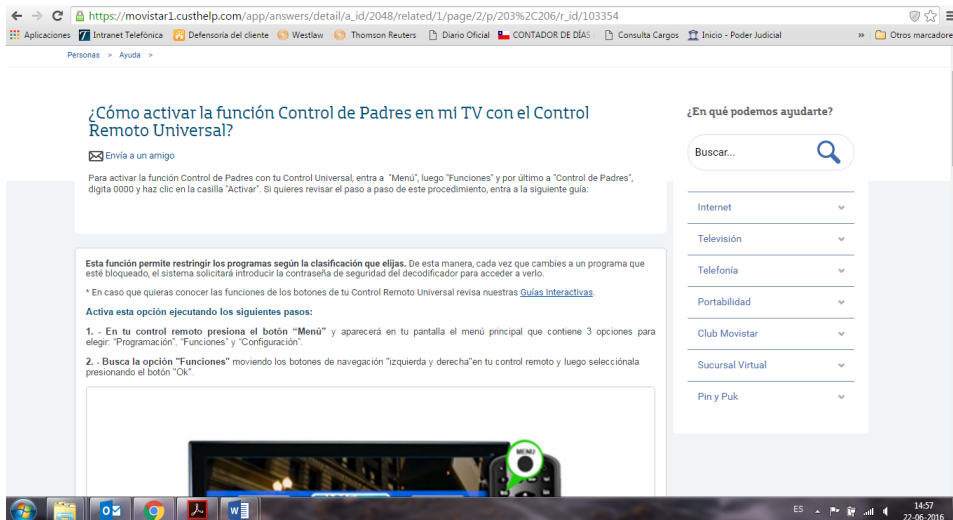 https://movistar1.custhelp.com/app/answers/detail/a_id/2048/related/1/page/2/p/203%2C206/r_id/103354
Aplicaciones Intranet Telefónica Defensoria del cliente Westlaw Thomson Reuters Diario Oficial CONTADOR DE DÍAS Consulta Cargos Inicio - Poder Judicial » Otros marcadore
Personas > Ayuda >
¿Cómo activar la función Control de Padres en mi TV con el Control
Remoto Universal?
Envía a un amigo
Para activar la función Control de Padres con tu Control Universal, entra a "Menú", luego "Funciones" y por último a "Control de Padres",
digita 0000 y haz clic en la casilla "Activar". Si quieres revisar el paso a paso de este procedimiento, entra a la siguiente guía:
Esta función permite restringir los programas según la clasificación que elijas. De esta manera, cada vez que cambies a un programa que
esté bloqueado, el sistema solicitará introducir la contraseña de seguridad del decodificador para acceder a verlo.
* En caso que quieras conocer las funciones de los botones de tu Control Remoto Universal revisa nuestras Guías Interactivas.
Activa esta opción ejecutando los siguientes pasos:
1. - En tu control remoto presiona el botón "Menú" y aparecerá en tu pantalla el menú principal que contiene 3 opciones para
elegir: "Programación", "Funciones" y "Configuración".
2. - Busca la opción "Funciones" moviendo los botones de navegación "izquierda y derecha"en tu control remoto y luego selecciónala
presionando el botón "Ok".
MENU
¿En qué podemos ayudarte?
Buscar...
Internet
Televisión
Telefonía
Portabilidad
Club Movistar
Sucursal Virtual
Pin y Puk
ES
14:57
22-06-2016